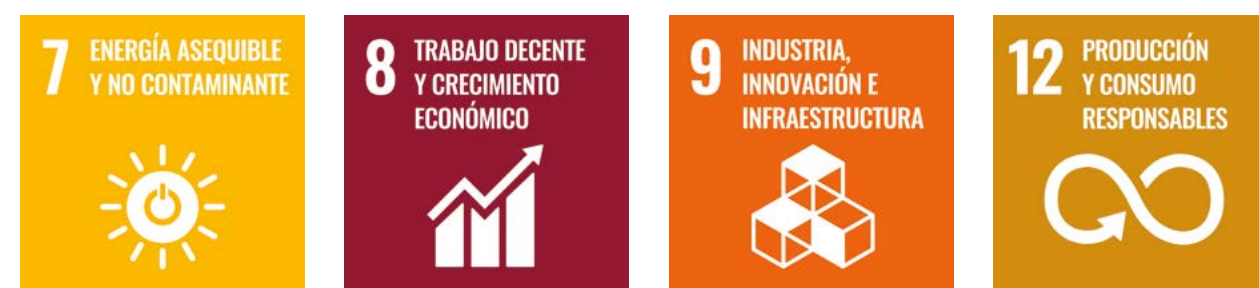 7 ENERGÍA ASEQUIBLE
Y NO CONTAMINANTE
8 TRABAJO DECENTE
Y CRECIMIENTO
ECONÓMICO
9 INDUSTRIA,
INNOVACIÓN E
INFRAESTRUCTURA
12 PRODUCCIÓN
Y CONSUMO
RESPONSABLES